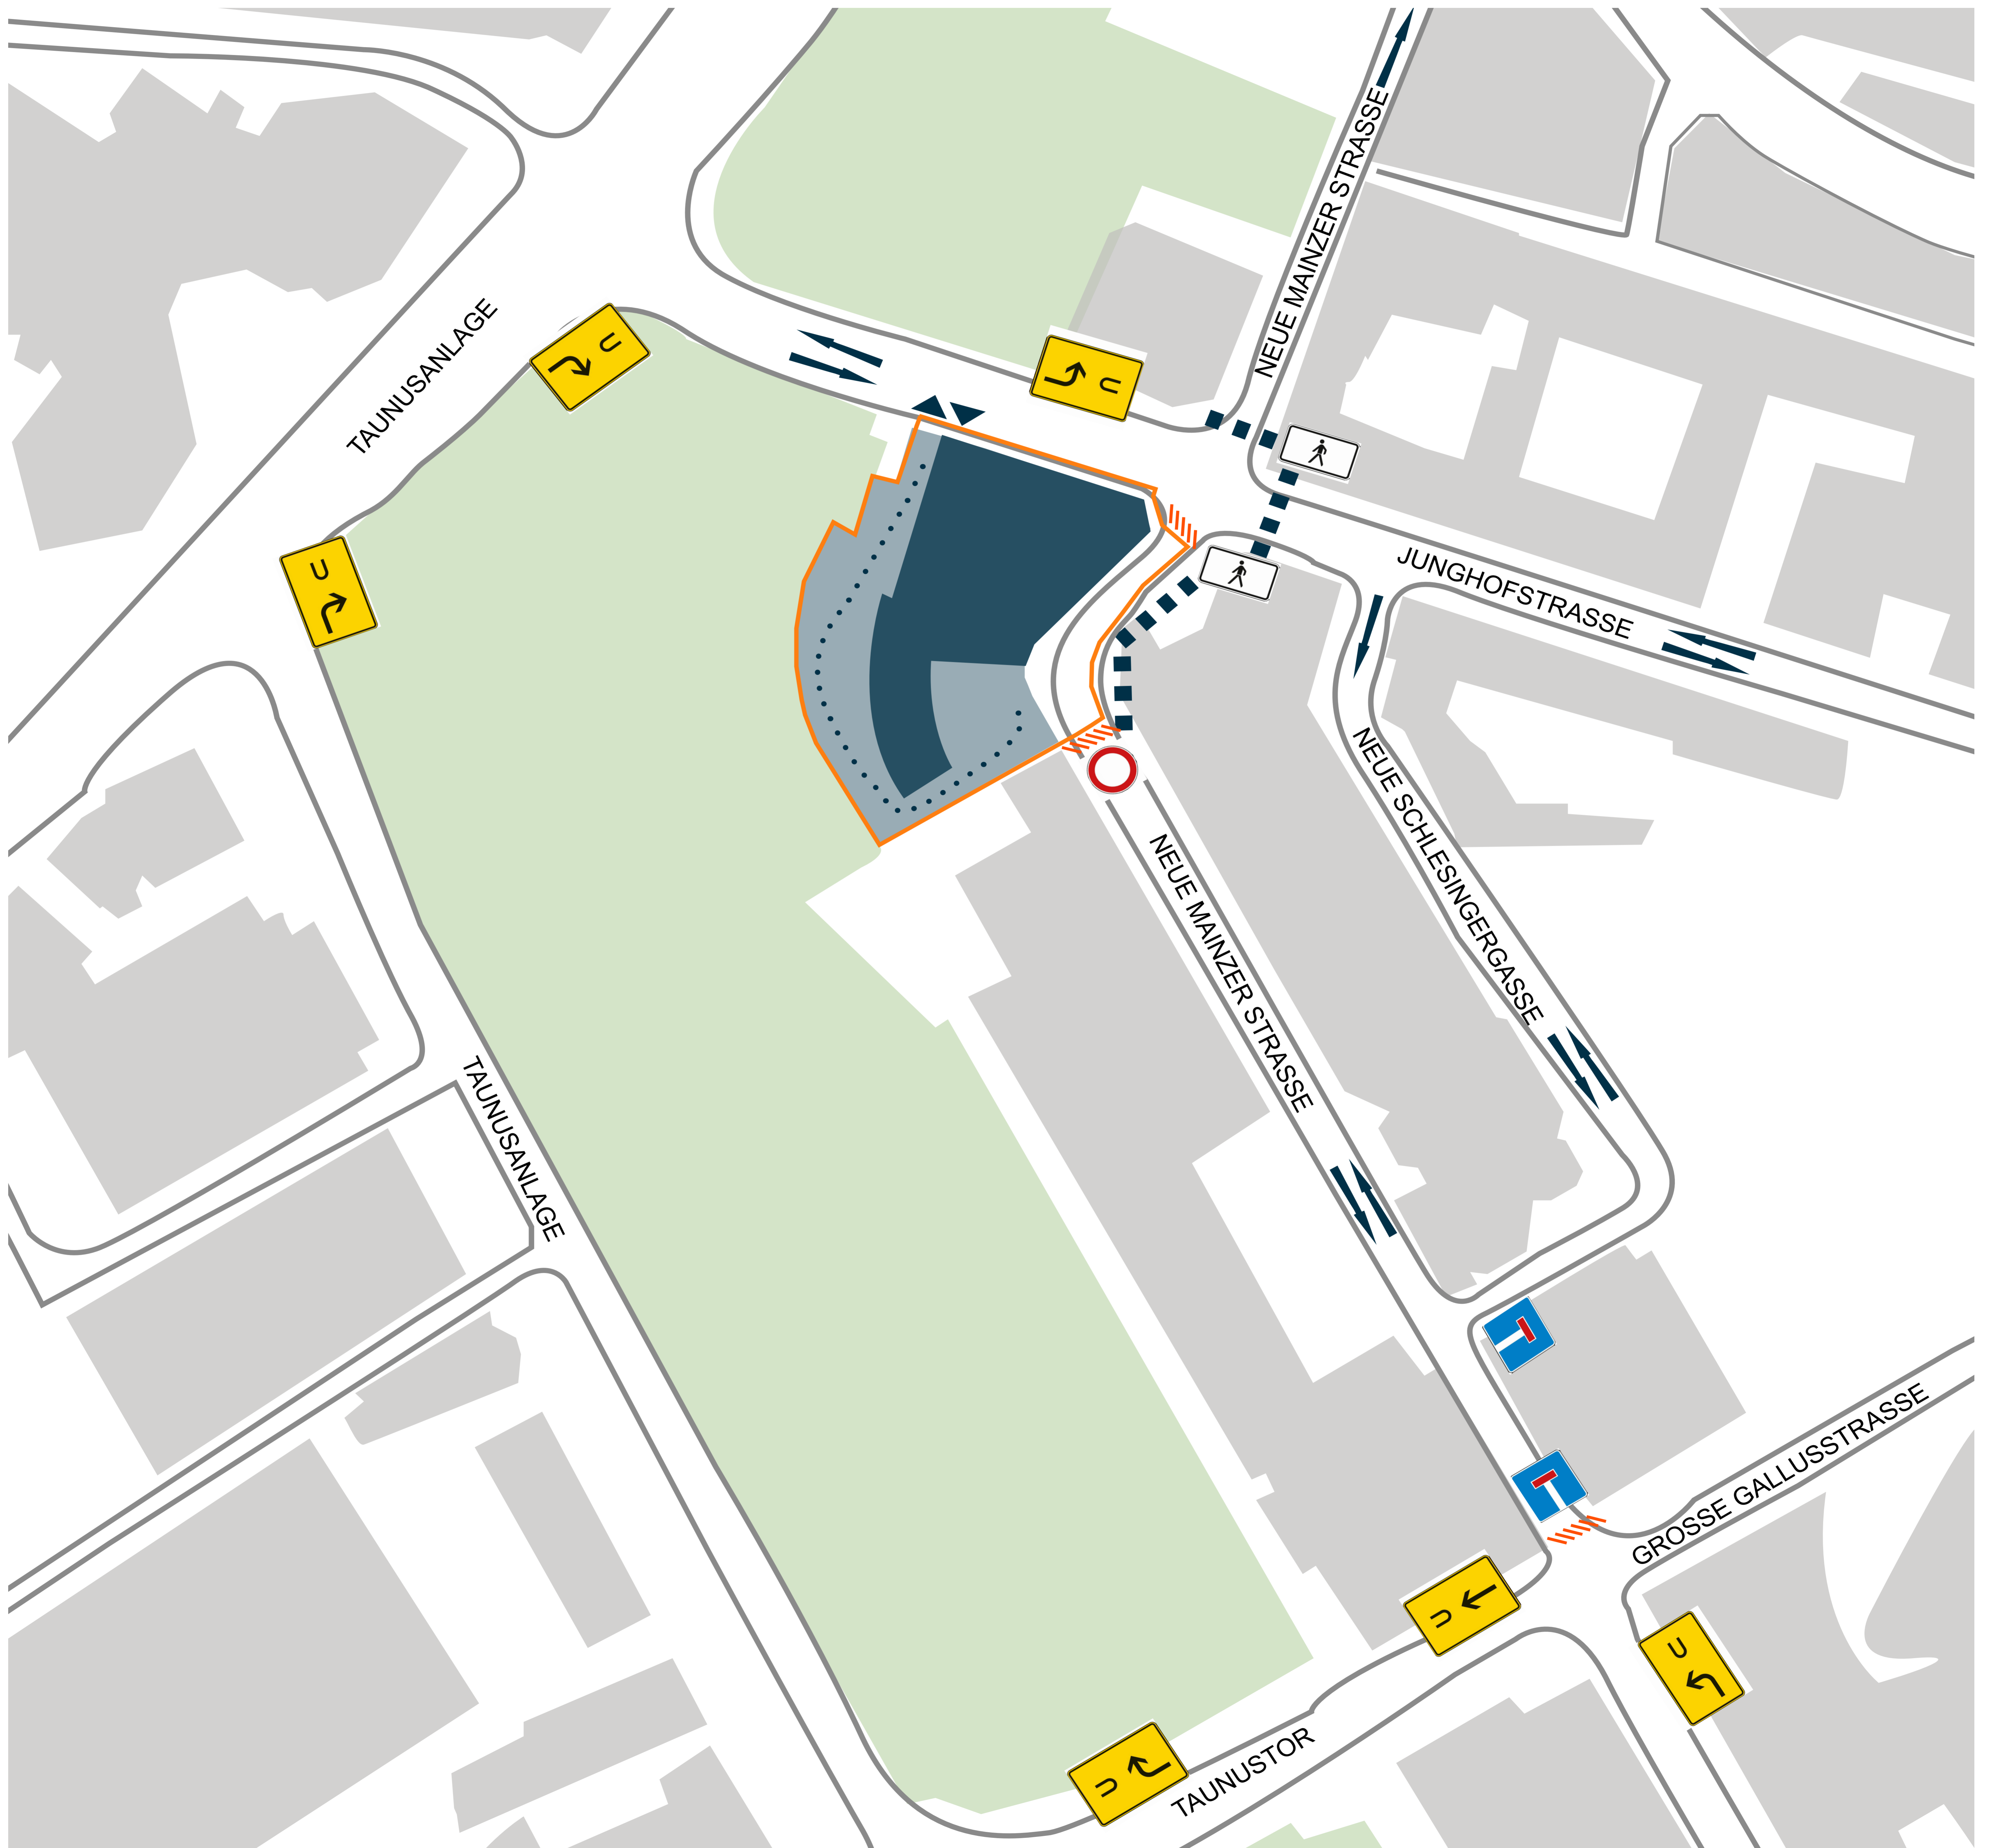 NEUE MAINZER STRASSE
TAUNUSANLAGE
U
U
U
JUNGHOFSTRASSE
NEUE SCHLESINGERGASSE
NEUE MAINZER STRASSE
TAUNUSANLAGE
GROSSE GALLUSSTRASSE
U
U
U
TAUNUSTOR